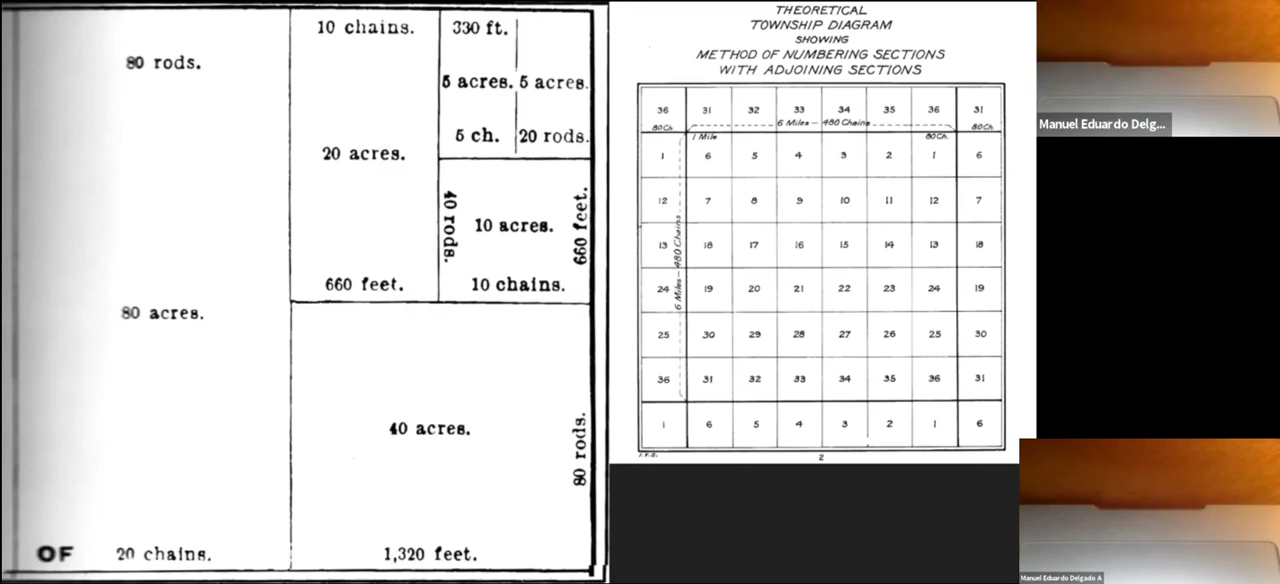 80 rods.
80 acres.
OF 20 chains.
10 chains.
20 acres.
660 feet.
330 ft.
5 acres. 5 acres.
5 ch. 20 rods.
40 rods.
10 acres.
660 feet.
10 chains.
40 acres.
80 rods.
1,320 feet.
THEORETICAL
TOWNSHIP DIAGRAM
SHOWING
METHOD OF NUMBERING SECTIONS
WITH ADJOINING SECTIONS
36 31 32 33 34 35 36 31
80 Ch. 6 Miles – 480 Chains 80 Ch. 80 Ch.
1 Mile
1 6 5 4 3 2 1 6
12 7 8 9 10 11 12 7
13 18 17 16 15 14 13 18
6 Miles – 480 Chains
24 19 20 21 22 23 24 19
25 30 29 28 27 26 25 30
36 31 32 33 34 35 36 31
1 6 5 4 3 2 1 6
2
Manuel Eduardo Delg...
Manuel Eduardo Delgado A